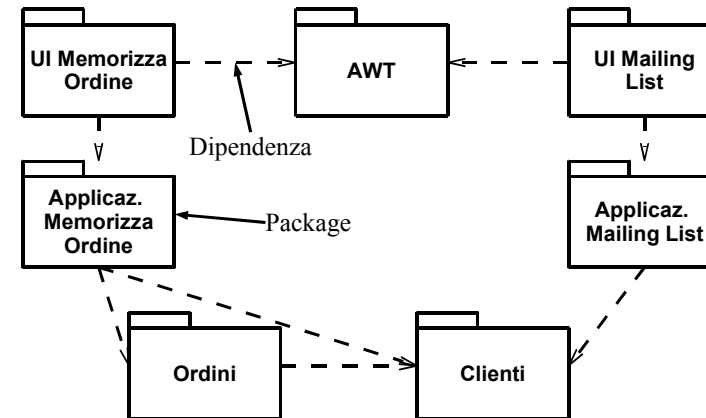 UI Memorizza
Ordine
AWT
UI Mailing
List
Dipendenza
Applicaz.
Memorizza
Ordine
Package
Applicaz.
Mailing List
Ordini
Clienti